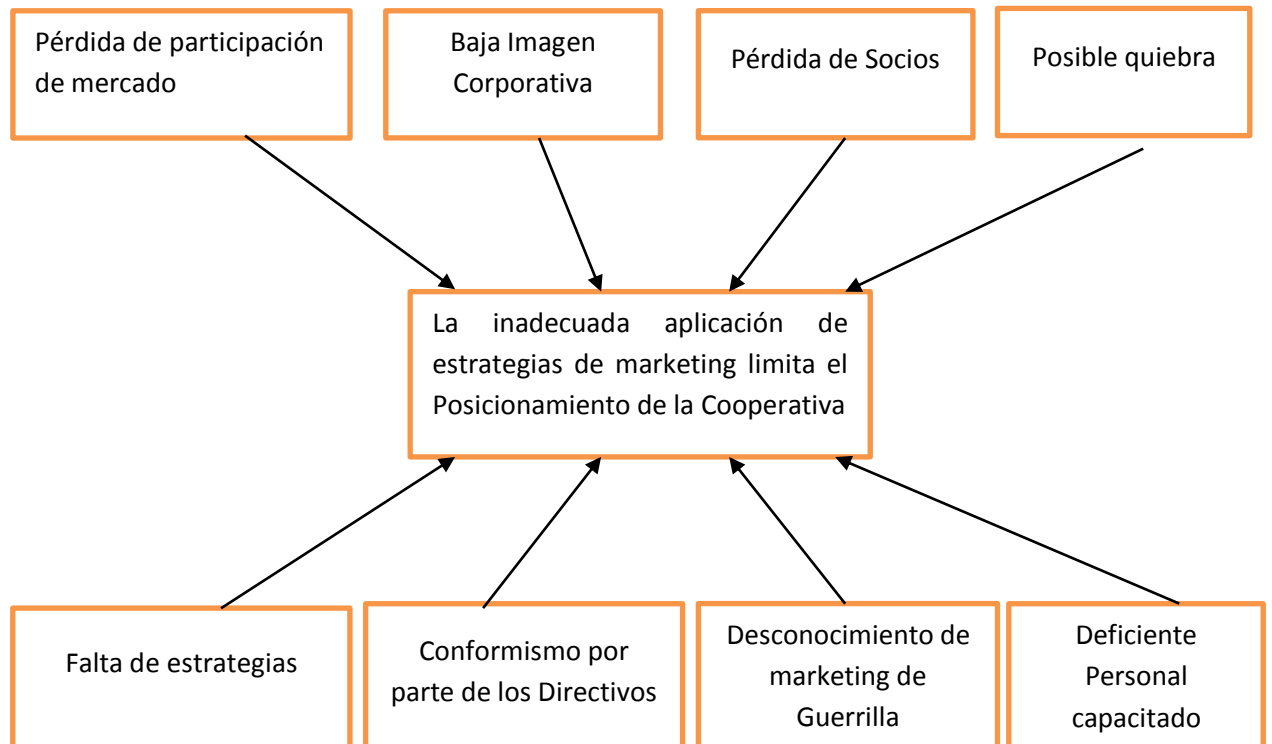 Pérdida de participación
de mercado
Baja Imagen
Corporativa
Pérdida de Socios
Posible quiebra
La inadecuada aplicación de
estrategias de marketing limita el
Posicionamiento de la Cooperativa
Falta de estrategias
Conformismo por
parte de los Directivos
Desconocimiento de
marketing de
Guerrilla
Deficiente
Personal
capacitado